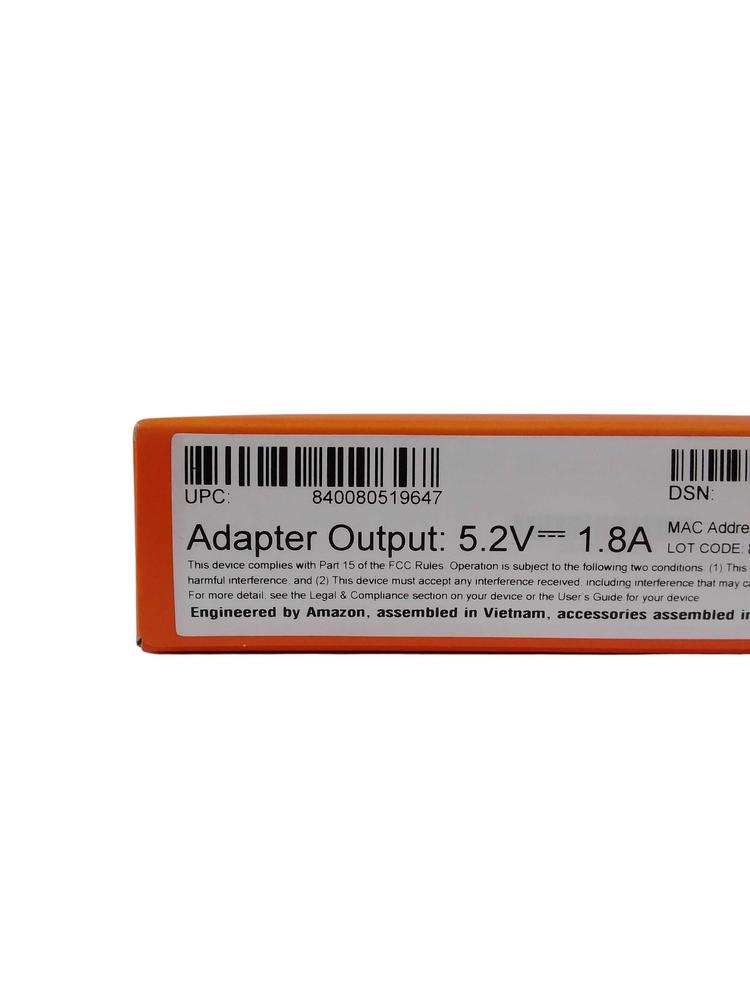 UPC: 840080519647
DSN:
Adapter Output: 5.2V⎓ 1.8A
MAC Addre
LOT CODE:
This device complies with Part 15 of the FCC Rules. Operation is subject to the following two conditions. (1) This
harmful interference, and (2) This device must accept any interference received, including interference that may ca
For more detail, see the Legal & Compliance section on your device or the User's Guide for your device
Engineered by Amazon, assembled in Vietnam, accessories assembled in